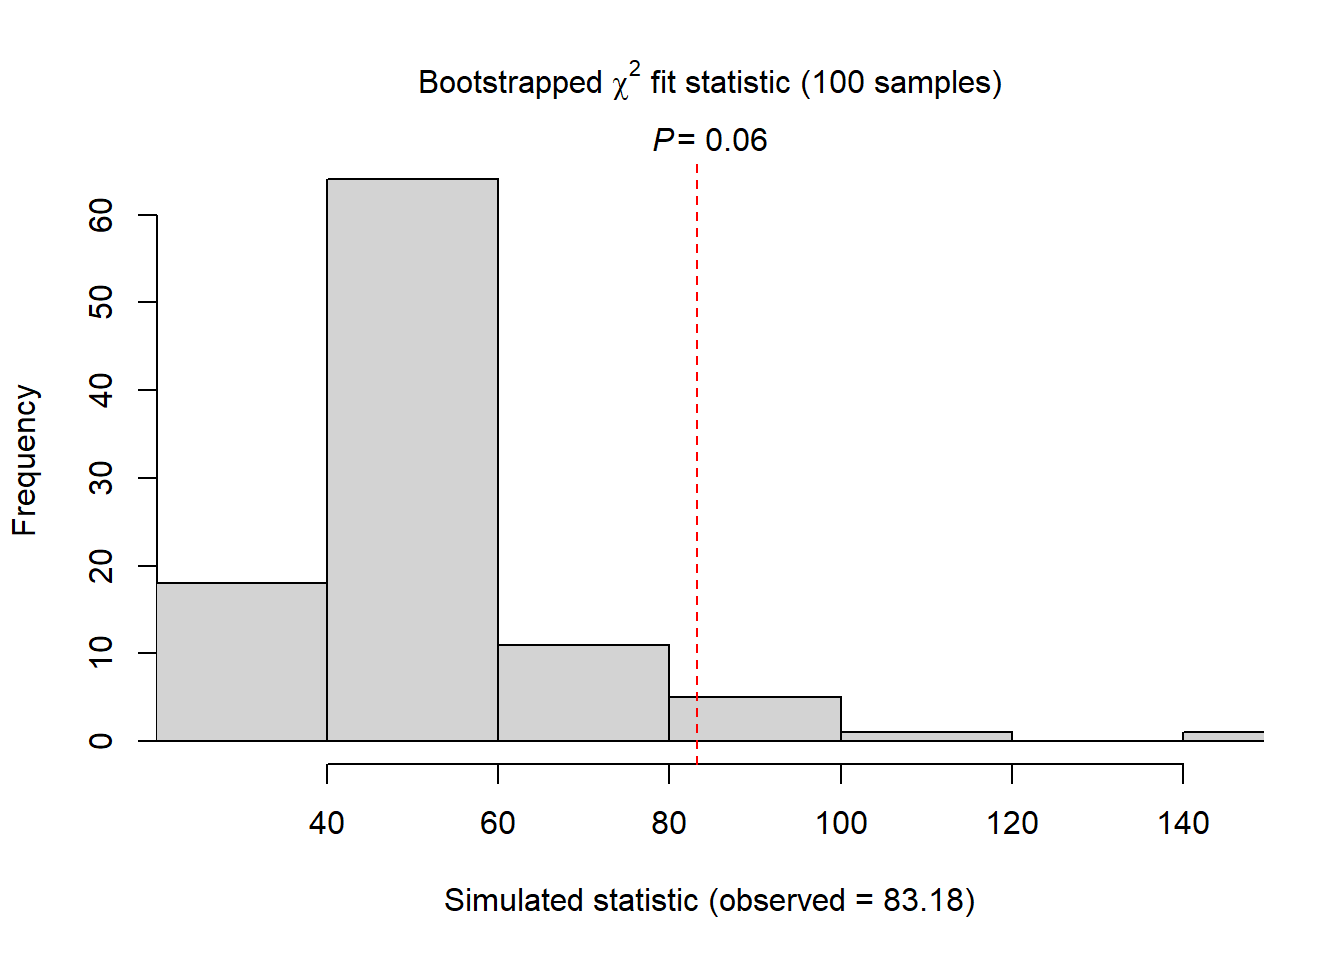 Bootstrapped χ² fit statistic (100 samples)
P = 0.06
Frequency
60
50
40
30
20
10
0
40 60 80 100 120 140
Simulated statistic (observed = 83.18)